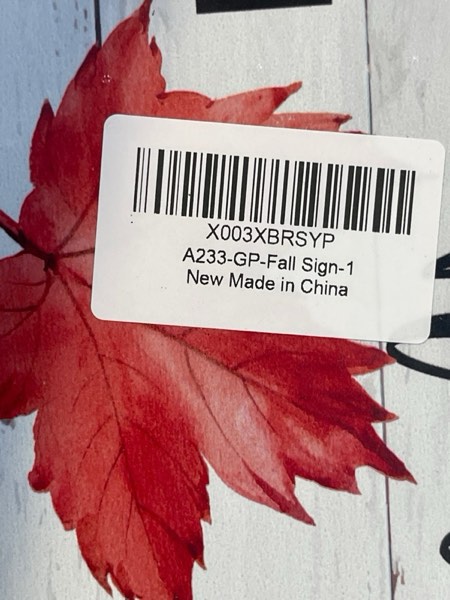 X003XBRSYP
A233-GP-Fall Sign-1
New Made in China